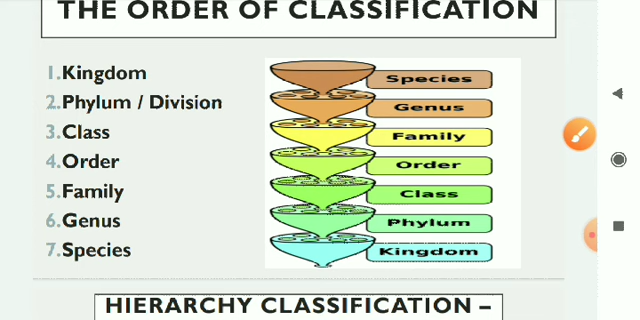 THE ORDER OF CLASSIFICATION
1. Kingdom
2. Phylum / Division
3. Class
4. Order
5. Family
6. Genus
7. Species
Species
Genus
Family
Order
Class
Phylum
Kingdom
HIERARCHY CLASSIFICATION –